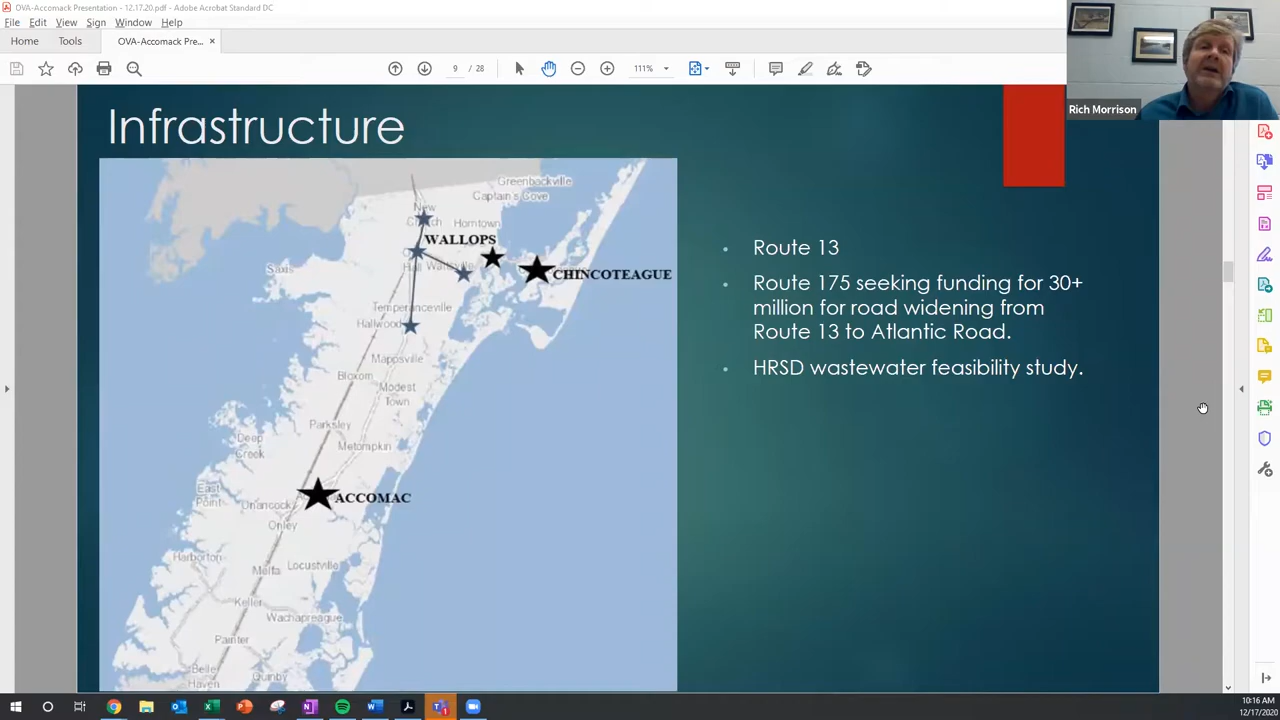 OVA-Accomack Presentation - 12.17.20.pdf - Adobe Acrobat Standard DC
File Edit View Sign Window Help
Home Tools OVA-Accomack Pre... ×
9 / 28 111%
Rich Morrison
Infrastructure
Greenbackville
Captain's Cove
New
Church Horntown
WALLOPS
Hall Wattsville
CHINCOTEAGUE
Saxis
Temperanceville
Hallwood
Mappsville
Bloxom
Modest
Town
Parksley
Metompkin
Deep
Creek
East
Point
ACCOMAC
Onancock
Onley
Harborton
Melfa Locustville
Keller
Wachapreague
Painter
Belle
Haven
Quinby
• Route 13
• Route 175 seeking funding for 30+
million for road widening from
Route 13 to Atlantic Road.
• HRSD wastewater feasibility study.
10:16 AM
12/17/2020